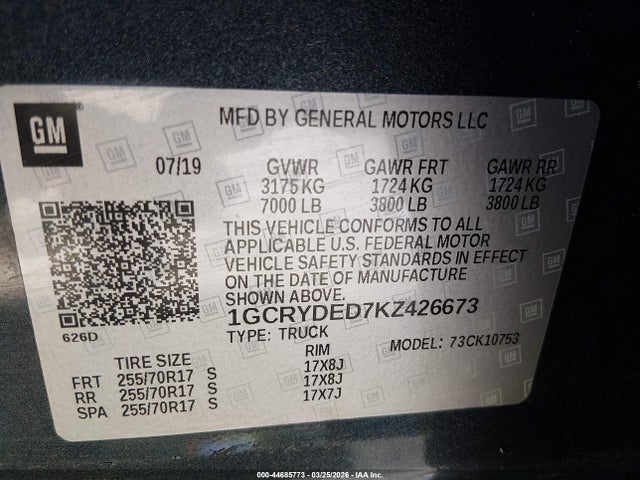 GM
MFD BY GENERAL MOTORS LLC
07/19 GVWR GAWR FRT GAWR RR
3175 KG 1724 KG 1724 KG
7000 LB 3800 LB 3800 LB
THIS VEHICLE CONFORMS TO ALL
APPLICABLE U.S. FEDERAL MOTOR
VEHICLE SAFETY STANDARDS IN EFFECT
ON THE DATE OF MANUFACTURE
SHOWN ABOVE.
626D 1GCRYDED7KZ426673
TYPE: TRUCK MODEL: 73CK10753
TIRE SIZE RIM
FRT 255/70R17 S 17X8J
RR 255/70R17 S 17X8J
SPA 255/70R17 S 17X7J
000-44685773 - 03/25/2026 - IAA Inc.